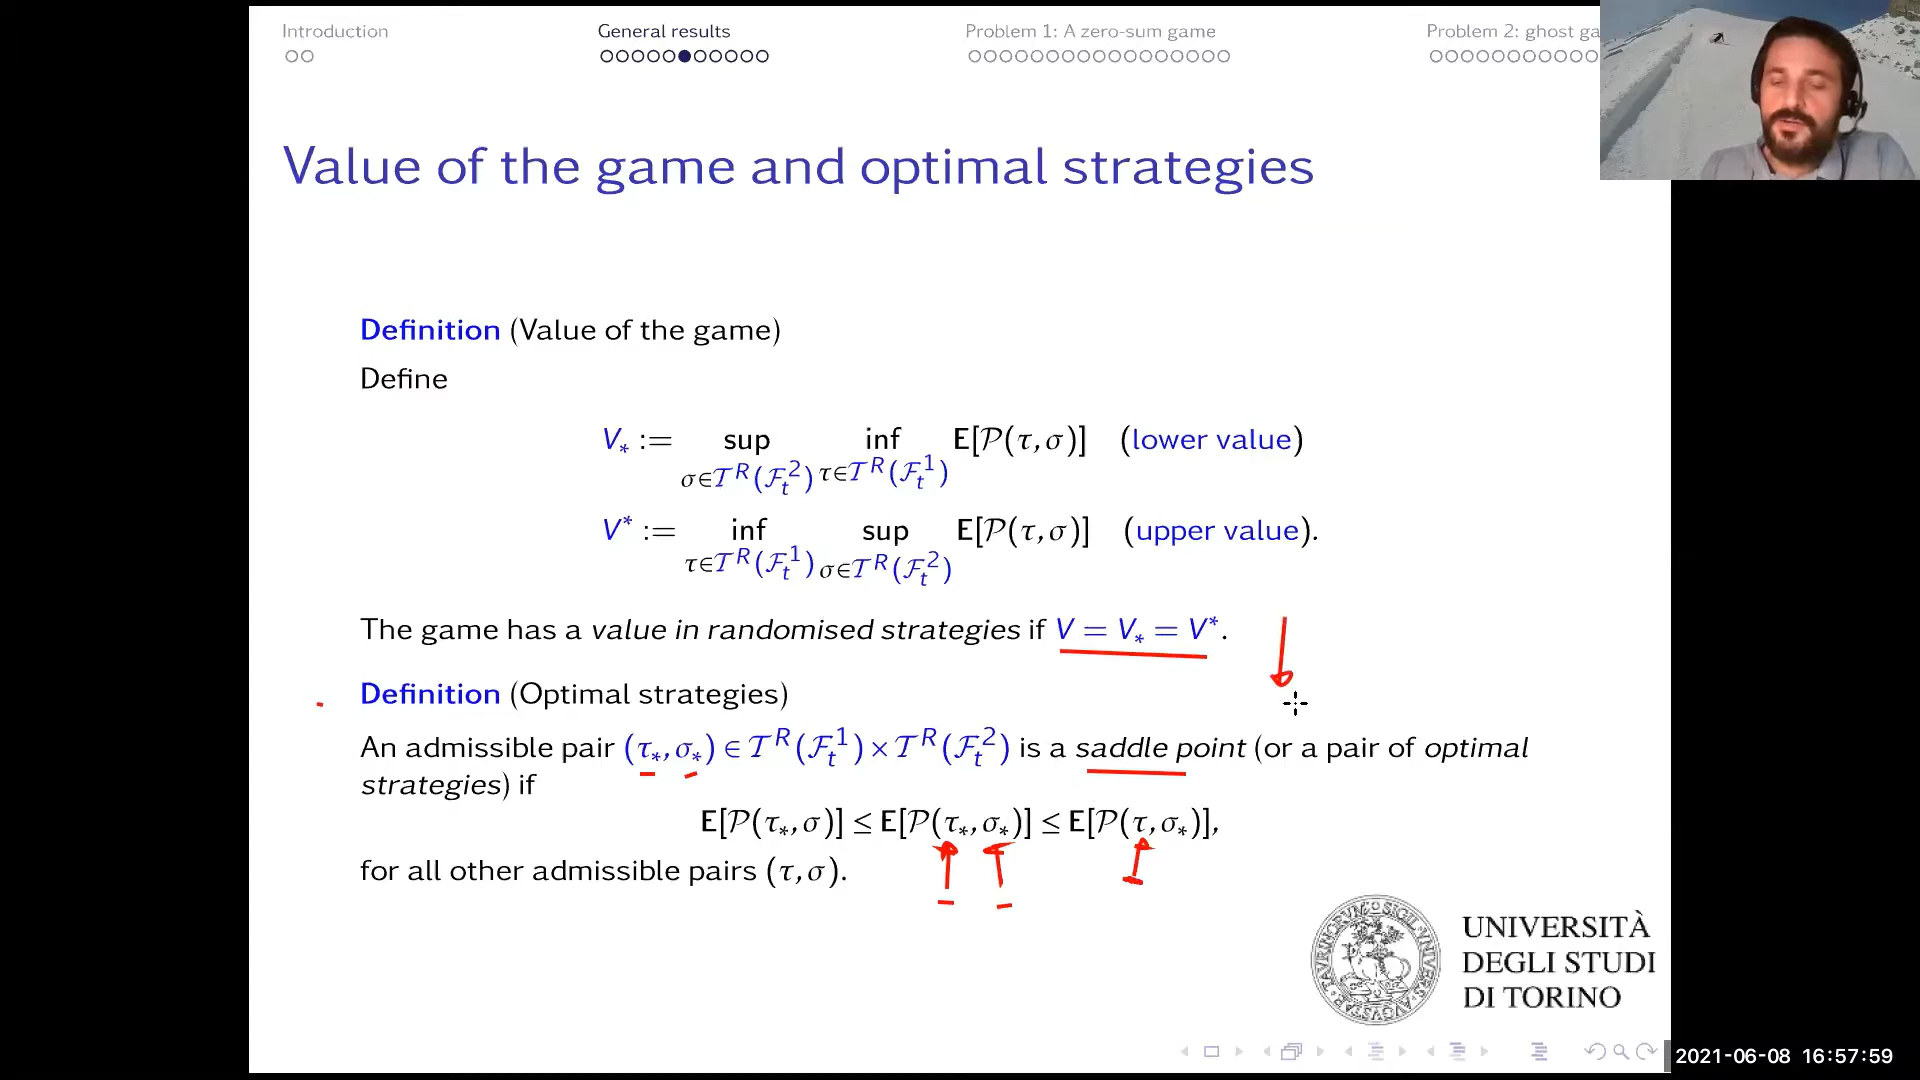 Introduction General results Problem 1: A zero-sum game Problem 2: ghost ga
Value of the game and optimal strategies
Definition (Value of the game)
Define
V_* := sup_{σ∈𝒯^R(ℱ_t^2)} inf_{τ∈𝒯^R(ℱ_t^1)} E[𝒫(τ,σ)] (lower value)
V^* := inf_{τ∈𝒯^R(ℱ_t^1)} sup_{σ∈𝒯^R(ℱ_t^2)} E[𝒫(τ,σ)] (upper value).
The game has a value in randomised strategies if V = V_* = V^*.
Definition (Optimal strategies)
An admissible pair (τ_*,σ_*) ∈ 𝒯^R(ℱ_t^1) × 𝒯^R(ℱ_t^2) is a saddle point (or a pair of optimal
strategies) if
E[𝒫(τ_*,σ)] ≤ E[𝒫(τ_*,σ_*)] ≤ E[𝒫(τ,σ_*)],
for all other admissible pairs (τ,σ).
UNIVERSITÀ
DEGLI STUDI
DI TORINO
2021-06-08 16:57:59